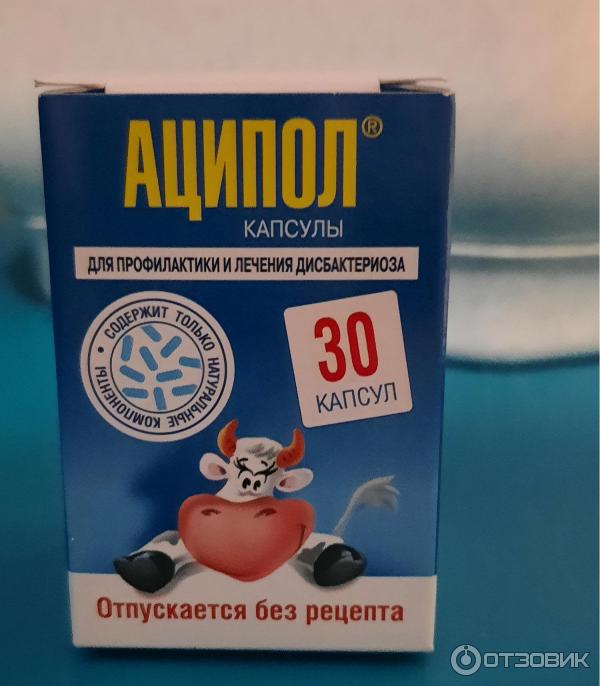 АЦИПОЛ®
КАПСУЛЫ
ДЛЯ ПРОФИЛАКТИКИ И ЛЕЧЕНИЯ ДИСБАКТЕРИОЗА
• СОДЕРЖИТ ТОЛЬКО НАТУРАЛЬНЫЕ КОМПОНЕНТЫ
30
КАПСУЛ
Отпускается без рецепта
ОТЗОВИК